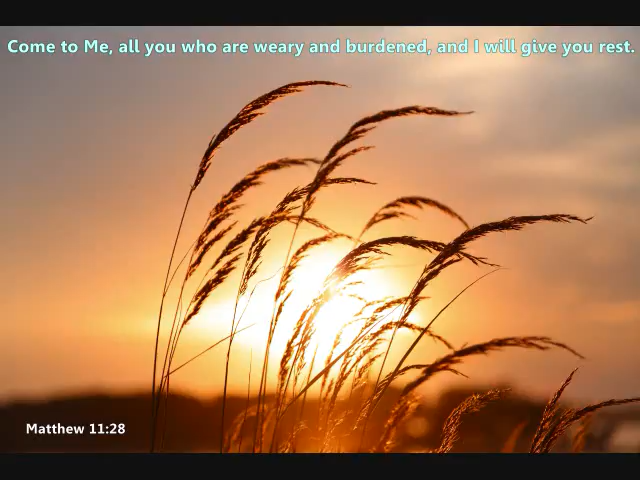 Come to Me, all you who are weary and burdened, and I will give you rest.
Matthew 11:28